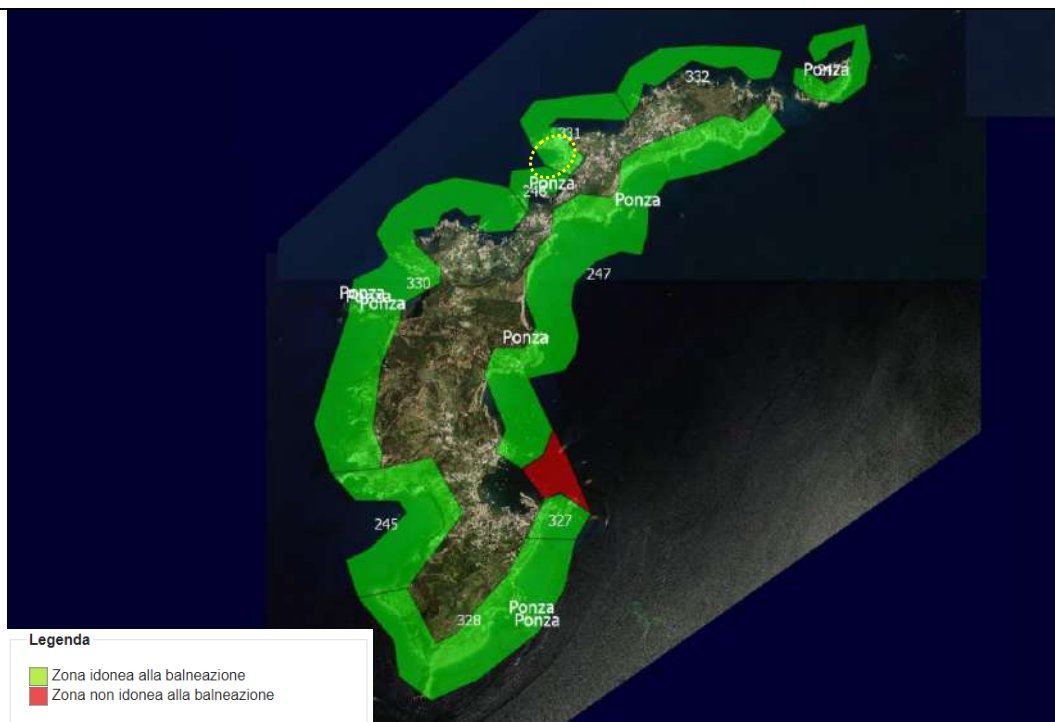 332
Ponza
331
Ponza
Ponza
247
330
Ponza
Ponza
Ponza
245
327
Ponza
328
Ponza
Legenda
Zona idonea alla balneazione
Zona non idonea alla balneazione